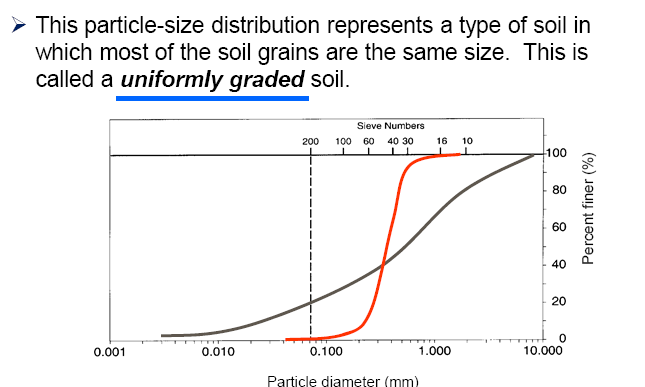 ➢ This particle-size distribution represents a type of soil in
which most of the soil grains are the same size.  This is
called a uniformly graded soil.
Sieve Numbers
200 100 60 40 30 16 10
100
80
60
40
20
0
Percent finer (%)
0.001 0.010 0.100 1.000 10.000
Particle diameter (mm)